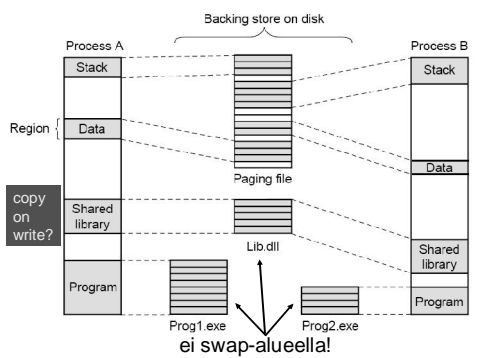 Backing store on disk
Process A
Process B
Stack
Stack
Region
Data
Data
Paging file
copy
on
write?
Shared
library
Lib.dll
Shared
library
Program
Program
Prog1.exe
Prog2.exe
ei swap-alueella!